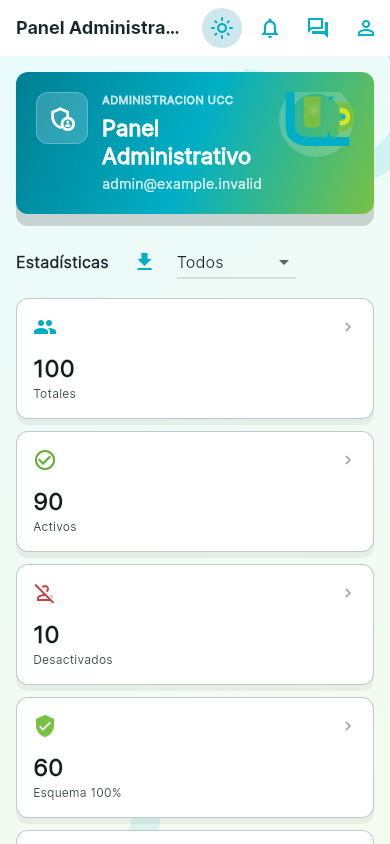 Panel Administra...
ADMINISTRACION UCC
Panel
Administrativo
admin@example.invalid
Estadísticas
Todos
100
Totales
90
Activos
10
Desactivados
60
Esquema 100%